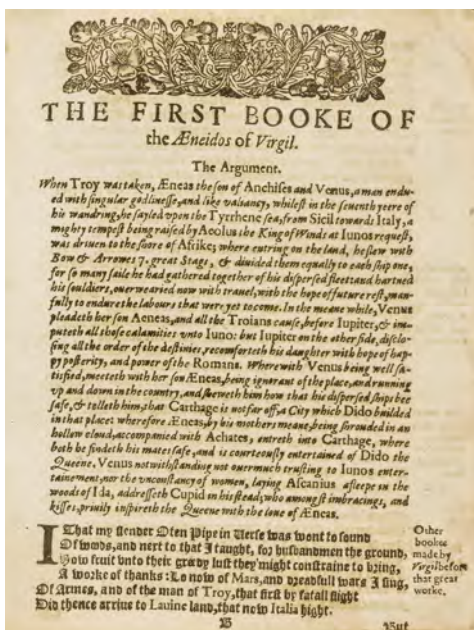 THE FIRST BOOKE OF
the Æneidos of Virgil.
The Argument.
When Troy was taken, Æneas the son of Anchises and Venus, a man endu-
ed with singular godlinesse, and like valiancy, whilest in the seventh yeere of
his wandring, he sayled upon the Tyrrhene sea, from Sicil towards Italy, a
mighty tempest being raised by Aeolus the King of Winds at Iunos request,
was driuen to the shore of Afrike; where entring on the land, he slew with
Bow & Arrowes 7. great Stags, & diuided them equally to each ship one,
for so many saile he had gathered together of his dispersed fleet and hartned
his souldiers, ouerwearied now with trauel, with the hope of future rest, man-
fully to endure the labours that were yet to come. In the meane while, Venus
pleadeth her son Aeneas, and all the Troians cause, before Iupiter, & im-
puteth all those calamities unto Iuno: but Iupiter on the other side, disclo-
sing all the order of the destinies, recomforteth his daughter with hope of hap-
py posterity, and power of the Romans. Wherewith Venus being well sa-
tisfied, meeteth with her son Æneas, being ignorant of the place, and running
up and down in the country, and sheweth him how that his dispersed ships bee
safe, & telleth him, that Carthage is not far off, a City which Dido builded
in that place: wherefore Æneas, by his mothers meane, being shrouded in an
hollow cloud, accompanied with Achates, entreth into Carthage, where
both he findeth his mates safe, and is courteously entertained of Dido the
Queene. Venus notwithstanding not ouermuch trusting to Iunos enter-
tainement, nor the unconstancy of women, laying Ascanius asleepe in the
woods of Ida, addresseth Cupid in his stead, who amongst imbracings, and
kisses, priuily inspireth the Queene with the loue of Æneas.
I That my slender Oten Pipe in Verse was wont to sound
Of woods, and next to that I taught, for husbandmen the ground,
How fruit vnto their greedy lust they might constraine to bring,
A worke of thanks: Lo now of Mars, and dreadfull wars I sing,
Of Armes, and of the man of Troy, that first by fatall flight
Did thence arriue to Lauine land, that now Italia hight.
Other
bookes
made by
Virgil before
that great
worke.
B
But